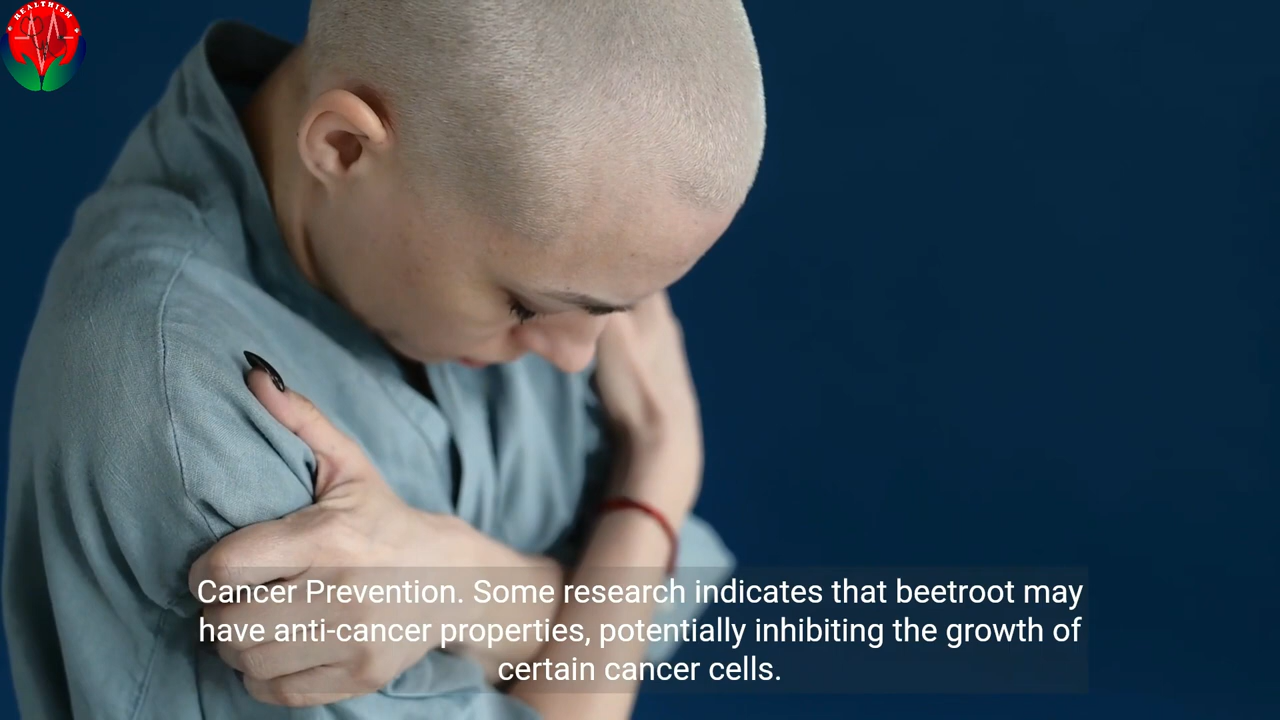 HEALTHISM
Cancer Prevention. Some research indicates that beetroot may
have anti-cancer properties, potentially inhibiting the growth of
certain cancer cells.